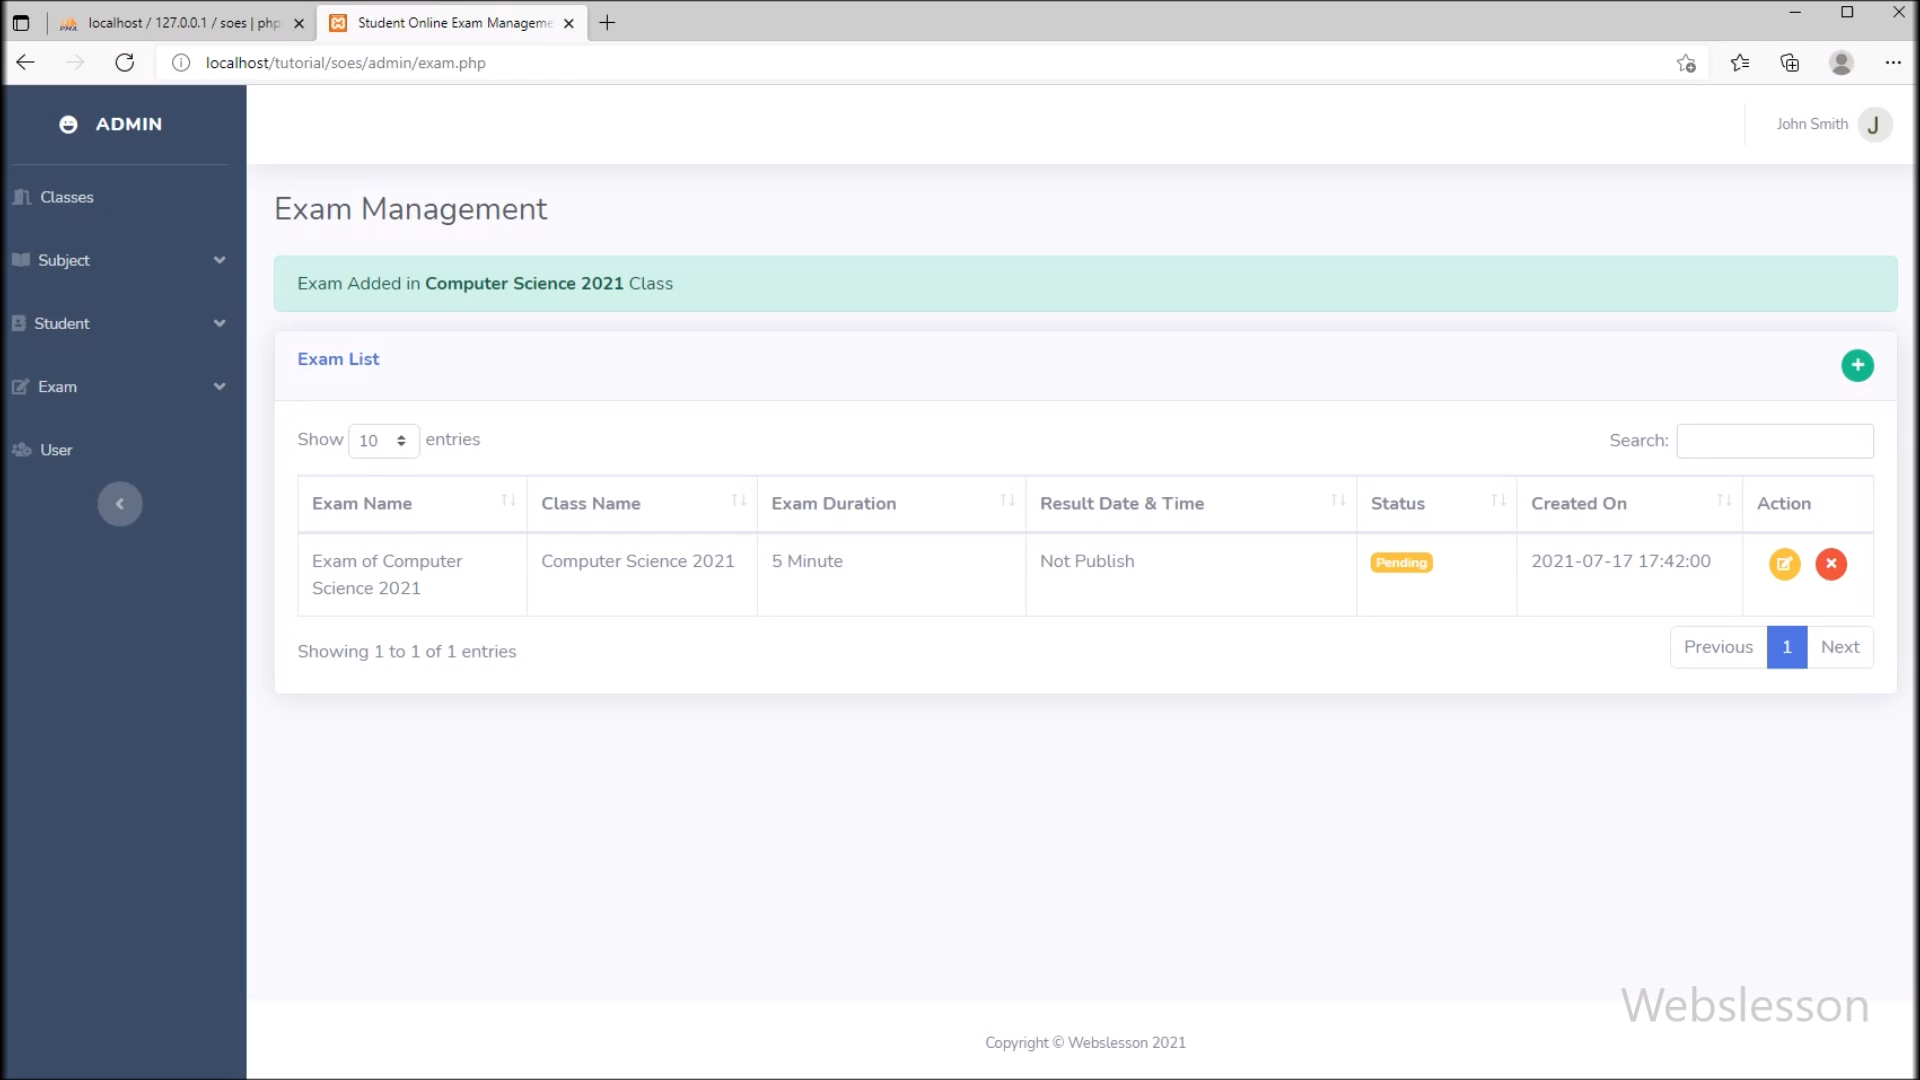 localhost / 127.0.0.1 / soes | php
Student Online Exam Manageme
localhost/tutorial/soes/admin/exam.php
ADMIN
John Smith J
Classes
Subject
Student
Exam
User
Exam Management
Exam Added in Computer Science 2021 Class
Exam List
Show 10 entries
Search:
Exam Name Class Name Exam Duration Result Date & Time Status Created On Action
Exam of Computer Computer Science 2021 5 Minute Not Publish Pending 2021-07-17 17:42:00
Science 2021
Showing 1 to 1 of 1 entries
Previous 1 Next
Webslesson
Copyright © Webslesson 2021